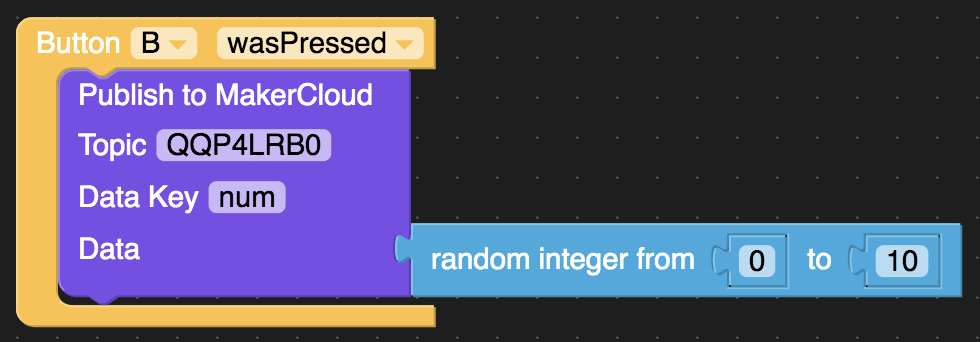 Button B wasPressed
Publish to MakerCloud
Topic QQP4LRB0
Data Key num
Data
random integer from 0 to 10